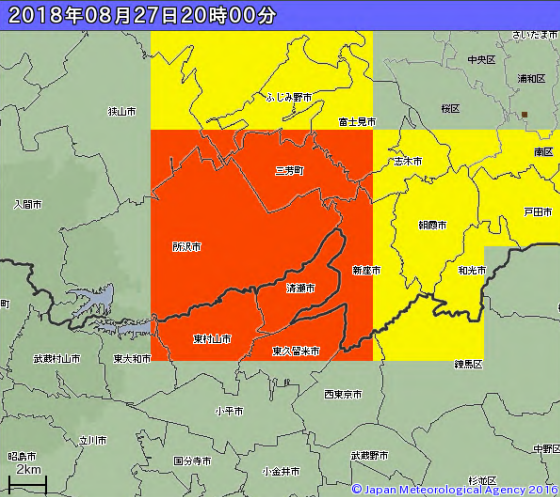 2018年08月27日20時00分
さいたま市
中央区
浦和区
ふじみ野市
桜区
狭山市
富士見市
南区
志木市
三芳町
入間市
戸田市
朝霞市
所沢市
新座市
和光市
清瀬市
町
東村山市
東久留米市
武蔵村山市
東大和市
練馬区
西東京市
小平市
立川市
昭島市
武蔵野市
中野区
国分寺市
小金井市
2km
杉並区
© Japan Meteorological Agency 2016